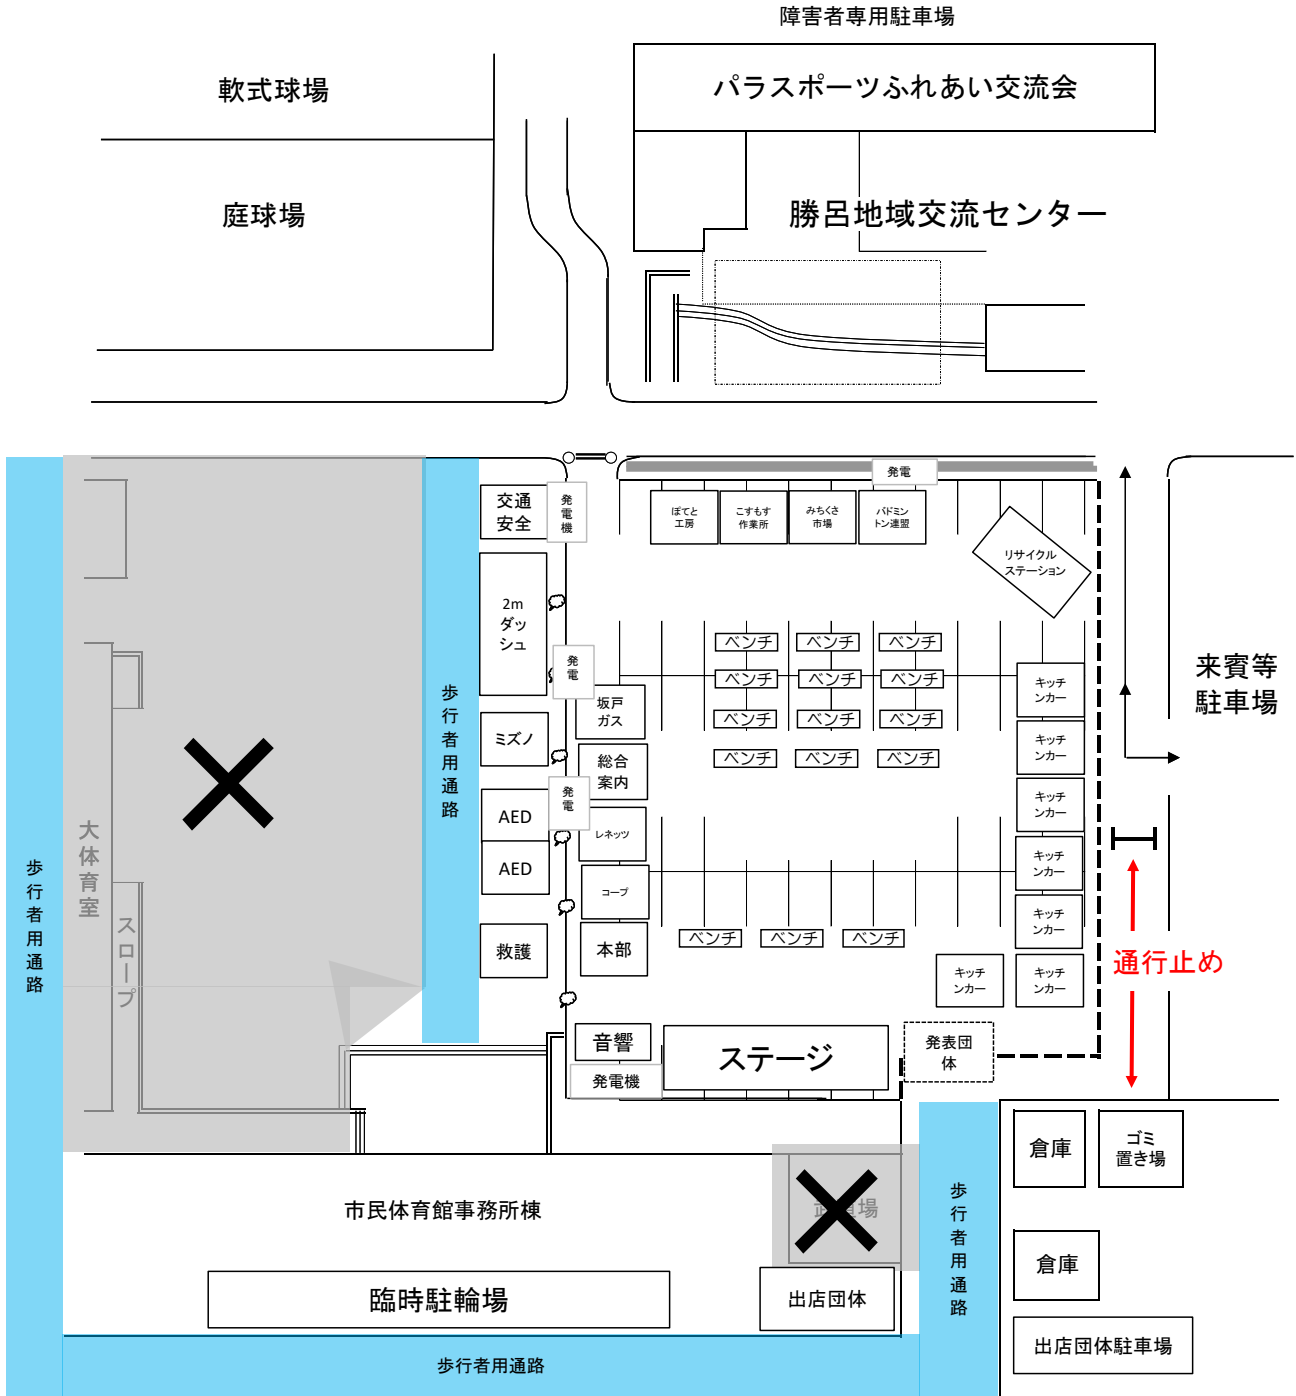 障害者専用駐車場
軟式球場
パラスポーツふれあい交流会
庭球場
勝呂地域交流センター
発電
交通
安全
発
電
機
ぽてと
工房
こすもす
作業所
みちくさ
市場
バドミン
トン連盟
リサイクル
ステーション
2m
ダッ
シュ
ベンチ
ベンチ
ベンチ
発
電
ベンチ
ベンチ
ベンチ
キッチ
ンカー
来賓等
駐車場
歩
行
者
用
通
路
坂戸
ガス
ベンチ
ベンチ
ベンチ
ミズノ
キッチ
ンカー
総合
案内
ベンチ
ベンチ
ベンチ
発
電
キッチ
ンカー
AED
レネッツ
大
体
育
室
AED
キッチ
ンカー
歩
行
者
用
通
路
コープ
キッチ
ンカー
スロープ
救護
本部
ベンチ
ベンチ
ベンチ
通行止め
キッチ
ンカー
キッチ
ンカー
音響
ステージ
発表団
体
発電機
倉庫
ゴミ
置き場
市民体育館事務所棟
場
歩
行
者
用
通
路
倉庫
臨時駐輪場
出店団体
出店団体駐車場
歩行者用通路